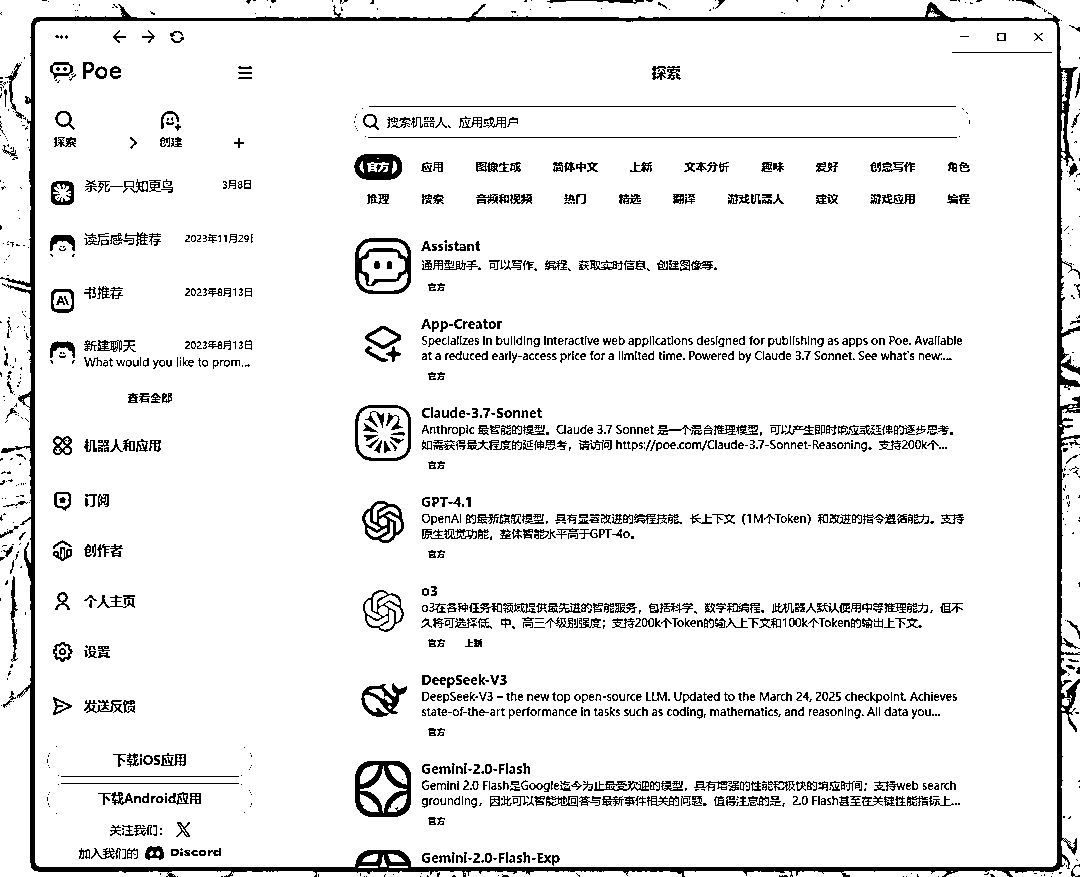 Poe
探索
创建
杀死一只知更鸟
3月8日
读后感与推荐
2023年11月29日
书推荐
2023年8月13日
新建聊天
2023年8月13日
What would you like to prom...
查看全部
机器人和应用
订阅
创作者
个人主页
设置
发送反馈
下载iOS应用
下载Android应用
关注我们:
加入我们的 Discord
探索
搜索机器人、应用或用户
官方 应用 图像生成 简体中文 上新 文本分析 趣味 爱好 创意写作 角色
推理 搜索 音频和视频 热门 精选 翻译 游戏机器人 建议 游戏应用 编程
Assistant
通用型助手。可以写作、编程、获取实时信息、创建图像等。
官方
App-Creator
Specializes in building interactive web applications designed for publishing as apps on Poe. Available
at a reduced early-access price for a limited time. Powered by Claude 3.7 Sonnet. See what's new:...
官方
Claude-3.7-Sonnet
Anthropic 最智能的模型。Claude 3.7 Sonnet 是一个混合推理模型，可以产生即时响应或延伸的逐步思考。
如需获得最大程度的延伸思考，请访问 https://poe.com/Claude-3.7-Sonnet-Reasoning。支持200k个...
官方
GPT-4.1
OpenAI 的最新旗舰模型，具有显著改进的编程技能、长上下文（1M个Token）和改进的指令遵循能力。支持
原生视觉功能，整体智能水平高于GPT-4o。
官方
o3
o3在各种任务和领域提供最先进的智能服务，包括科学、数学和编程。此机器人默认使用中等推理能力，但不
久将可选择低、中、高三个级别强度；支持200k个Token的输入上下文和100k个Token的输出上下文。
官方 上新
DeepSeek-V3
DeepSeek-V3 – the new top open-source LLM. Updated to the March 24, 2025 checkpoint. Achieves
state-of-the-art performance in tasks such as coding, mathematics, and reasoning. All data you...
官方
Gemini-2.0-Flash
Gemini 2.0 Flash是Google迄今为止最受欢迎的模型，具有增强的性能和极快的响应时间；支持web search
grounding，因此可以智能地回答与最新事件相关的问题。值得注意的是，2.0 Flash甚至在关键性能指标上...
官方
Gemini-2.0-Flash-Exp